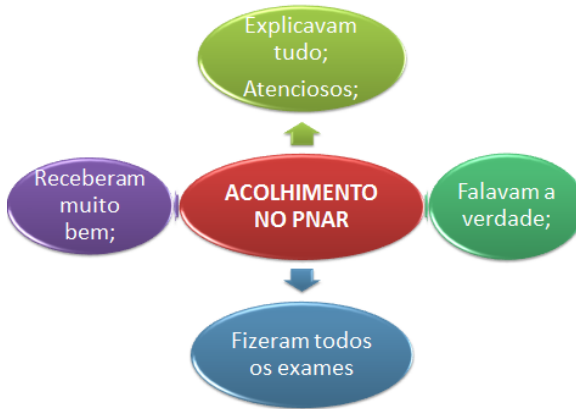 Explicavam
tudo;
Atenciosos;
Receberam
muito
bem;
ACOLHIMENTO
NO PNAR
Falavam a
verdade;
Fizeram todos
os exames